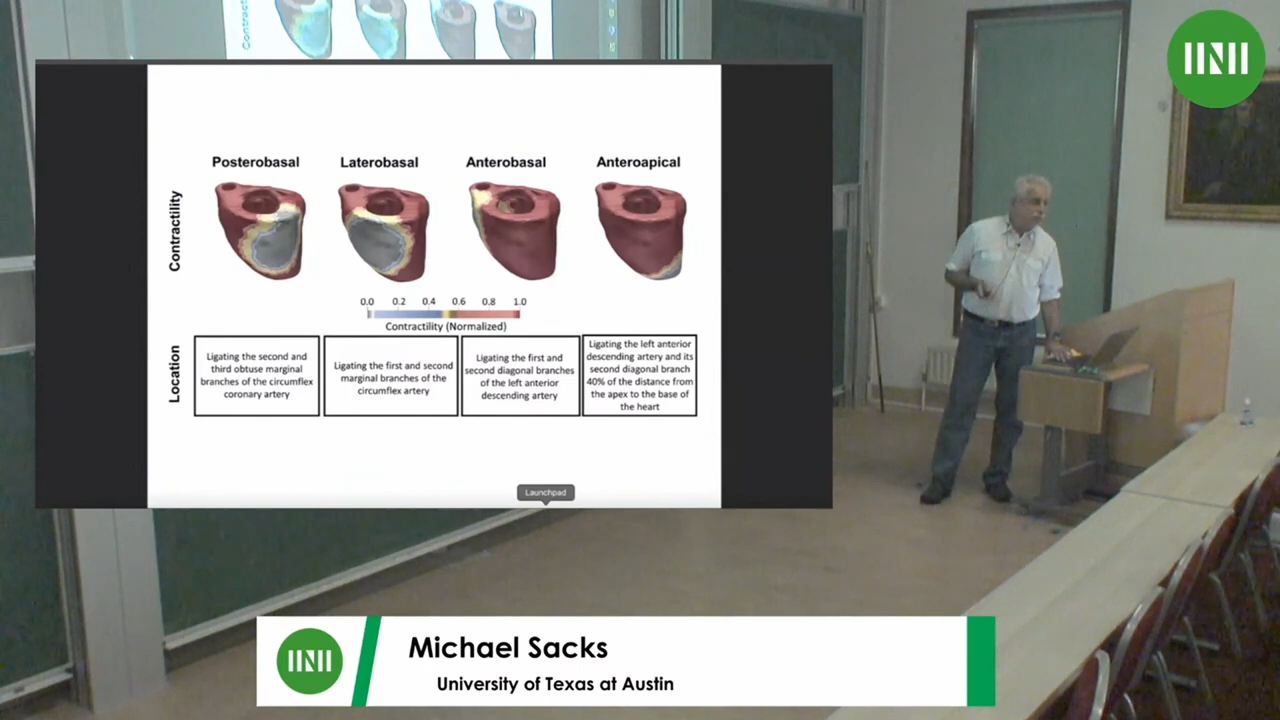 Contracti
Posterobasal Laterobasal Anterobasal Anteroapical
Contractility
0.0 0.2 0.4 0.6 0.8 1.0
Contractility (Normalized)
Location
Ligating the second and
third obtuse marginal
branches of the circumflex
coronary artery
Ligating the first and second
marginal branches of the
circumflex artery
Ligating the first and
second diagonal branches
of the left anterior
descending artery
Ligating the left anterior
descending artery and its
second diagonal branch
40% of the distance from
the apex to the base of
the heart
Launchpad
Michael Sacks
University of Texas at Austin